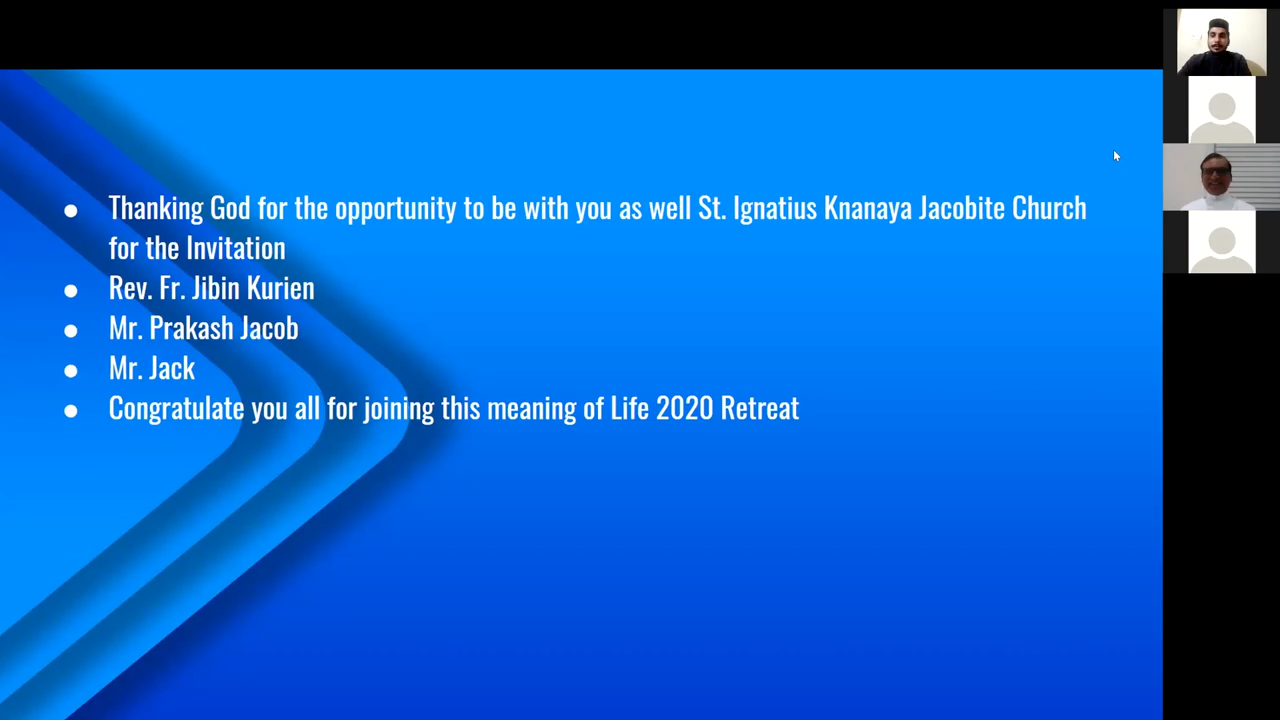 ● Thanking God for the opportunity to be with you as well St. Ignatius Knanaya Jacobite Church
for the Invitation
● Rev. Fr. Jibin Kurien
● Mr. Prakash Jacob
● Mr. Jack
● Congratulate you all for joining this meaning of Life 2020 Retreat